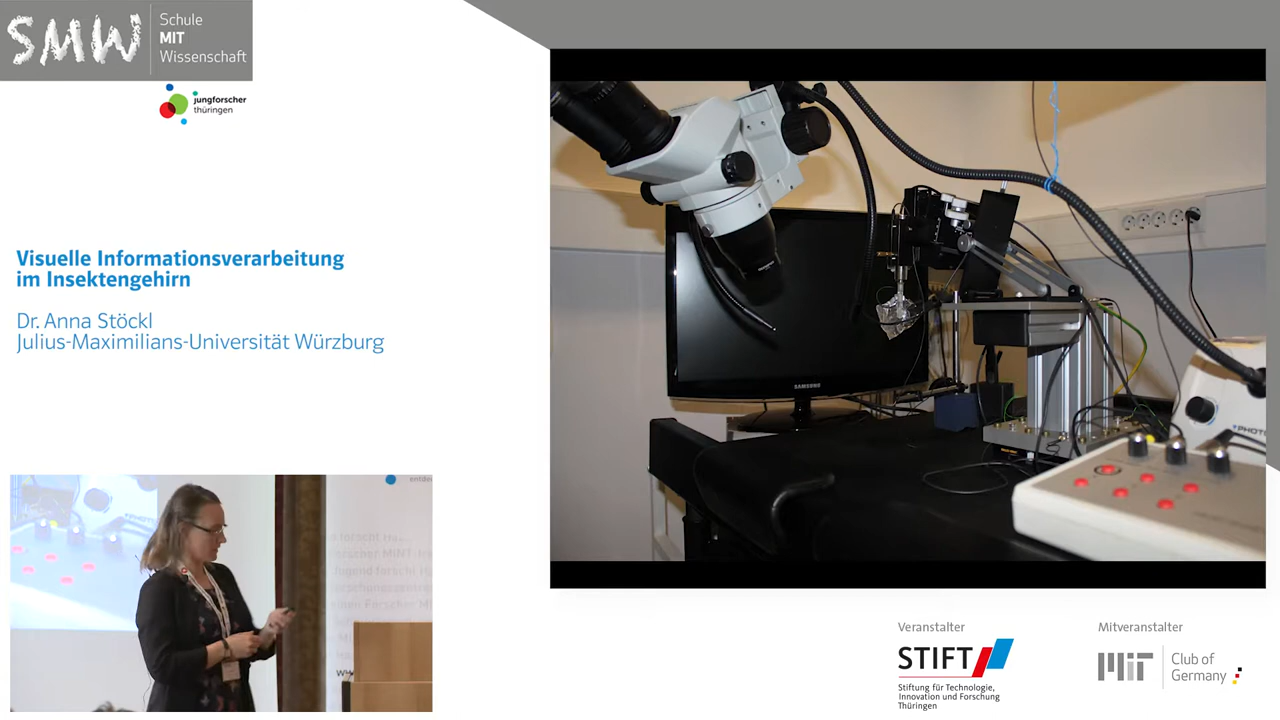 SMW
Schule
MIT
Wissenschaft
jungforscher
thüringen
Visuelle Informationsverarbeitung
im Insektengehirn
Dr. Anna Stöckl
Julius-Maximilians-Universität Würzburg
SAMSUNG
Veranstalter
STIFT
Stiftung für Technologie,
Innovation und Forschung
Thüringen
Mitveranstalter
MIT
Club of
Germany